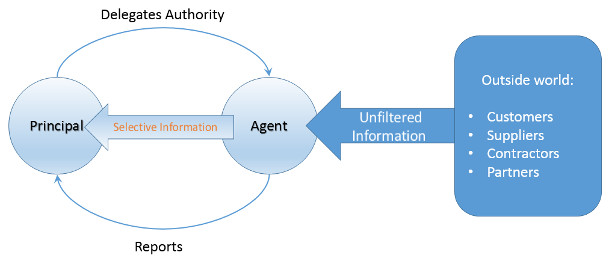 Delegates Authority
Principal
Selective Information
Agent
Unfiltered
Information
Outside world:
• Customers
• Suppliers
• Contractors
• Partners
Reports